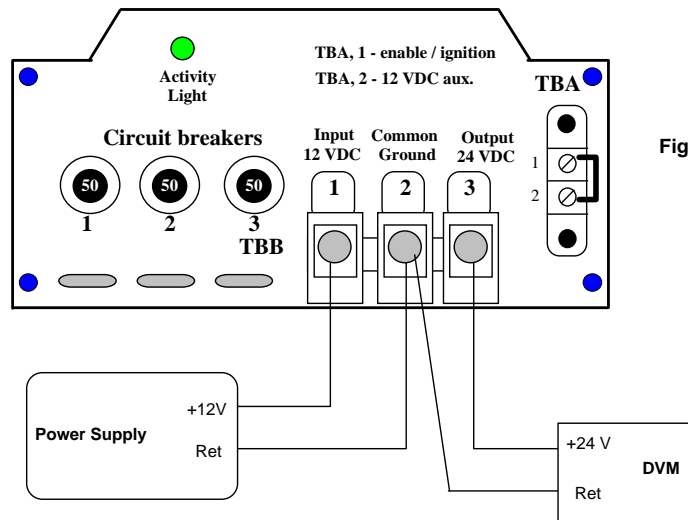 TBA, 1 - enable / ignition
TBA, 2 - 12 VDC aux.
TBA
Activity
Light
Circuit breakers
Input
12 VDC
Common
Ground
Output
24 VDC
Fig
50
50
50
1
2
3
TBB
1
2
3
1
2
Power Supply
+12V
Ret
+24 V
DVM
Ret